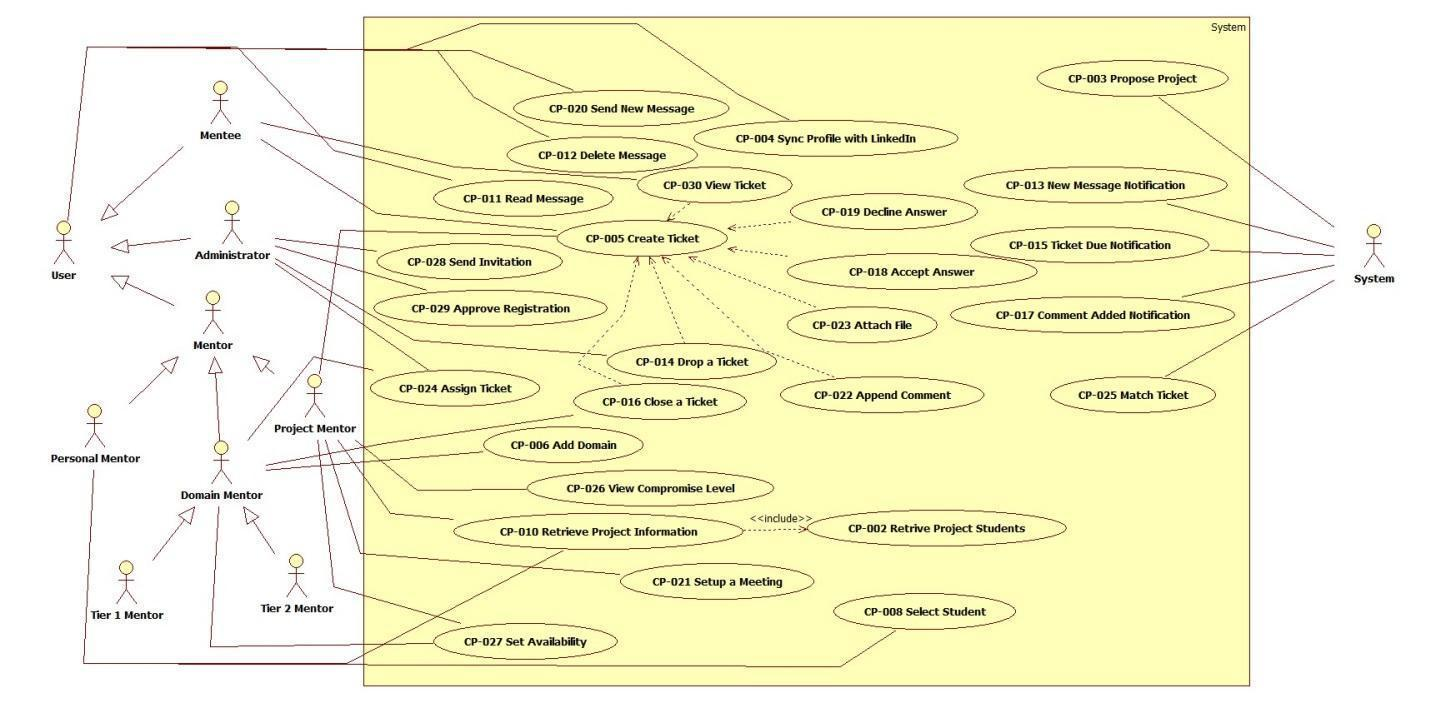 System
CP-003 Propose Project
CP-020 Send New Message
CP-004 Sync Profile with LinkedIn
Mentee
CP-012 Delete Message
CP-030 View Ticket
CP-013 New Message Notification
CP-011 Read Message
CP-019 Decline Answer
CP-005 Create Ticket
CP-015 Ticket Due Notification
Administrator
CP-028 Send Invitation
User
CP-018 Accept Answer
System
CP-029 Approve Registration
CP-017 Comment Added Notification
CP-023 Attach File
Mentor
CP-014 Drop a Ticket
CP-024 Assign Ticket
CP-022 Append Comment
CP-025 Match Ticket
CP-016 Close a Ticket
Project Mentor
CP-006 Add Domain
Personal Mentor
CP-026 View Compromise Level
Domain Mentor
<<include>>
CP-010 Retrieve Project Information
CP-002 Retrive Project Students
CP-021 Setup a Meeting
Tier 1 Mentor
Tier 2 Mentor
CP-008 Select Student
CP-027 Set Availability